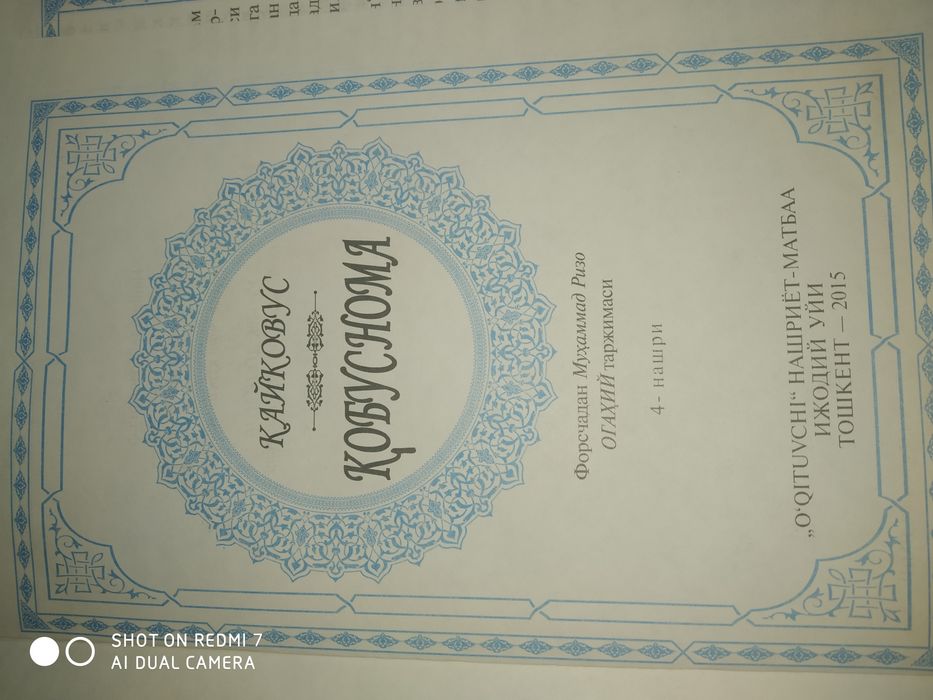 КАЙКОВУС
ҚОБУСНОМА
Форсчадан Муҳаммад Ризо
ОГАҲИЙ таржимаси
4- нашри
„O‘QITUVCHI“ НАШРИЁТ-МАТБАА
ИЖОДИЙ УЙИ
ТОШКЕНТ — 2015
SHOT ON REDMI 7
AI DUAL CAMERA